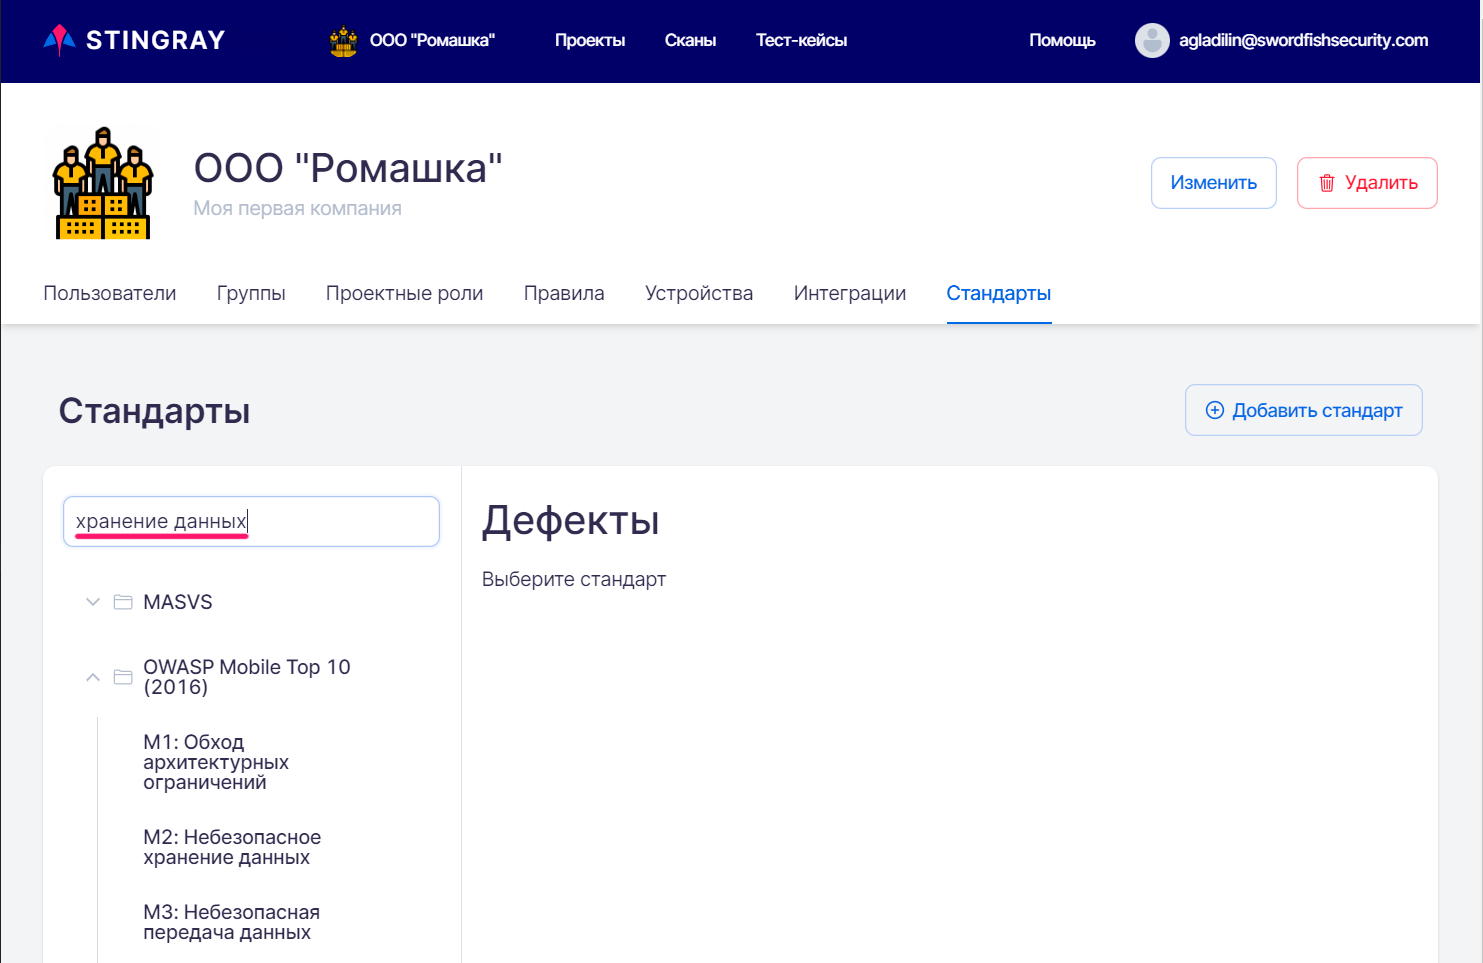 STINGRAY
ООО "Ромашка"
Проекты
Сканы
Тест-кейсы
Помощь
agladilin@swordfishsecurity.com
ООО "Ромашка"
Моя первая компания
Изменить
Удалить
Пользователи
Группы
Проектные роли
Правила
Устройства
Интеграции
Стандарты
Стандарты
Добавить стандарт
хранение данных
MASVS
OWASP Mobile Top 10
(2016)
M1: Обход
архитектурных
ограничений
M2: Небезопасное
хранение данных
M3: Небезопасная
передача данных
Дефекты
Выберите стандарт